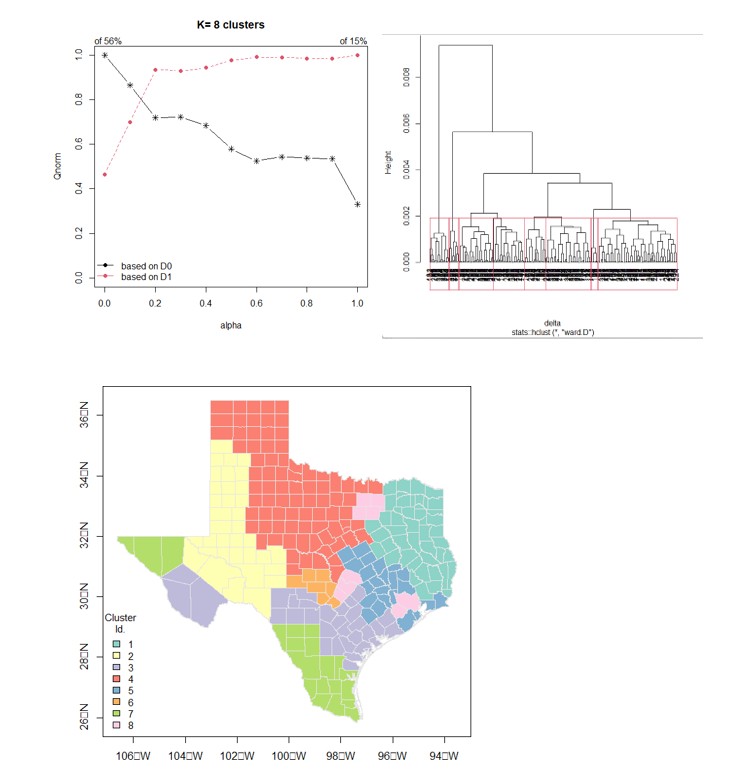 K= 8 clusters
of 56%
of 15%
Qnorm
0.0
0.2
0.4
0.6
0.8
1.0
based on D0
based on D1
0.0 0.2 0.4 0.6 0.8 1.0
alpha
Height
0.000
0.002
0.004
0.006
0.008
delta
stats::hclust (*, "ward.D")
36□N
34□N
32□N
30□N
28□N
26□N
Cluster
Id.
1
2
3
4
5
6
7
8
106□W 104□W 102□W 100□W 98□W 96□W 94□W